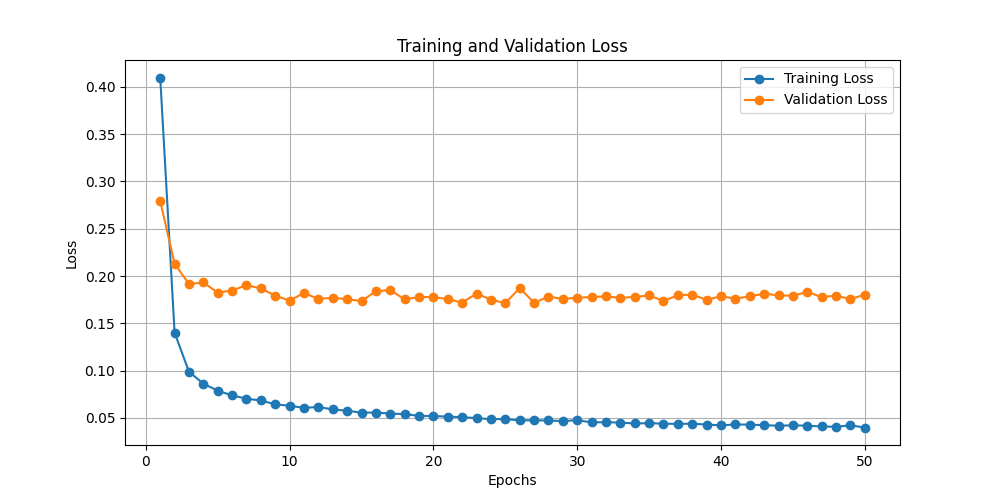 Training and Validation Loss
Training Loss
Validation Loss
0.40
0.35
0.30
0.25
0.20
0.15
0.10
0.05
Loss
0 10 20 30 40 50
Epochs